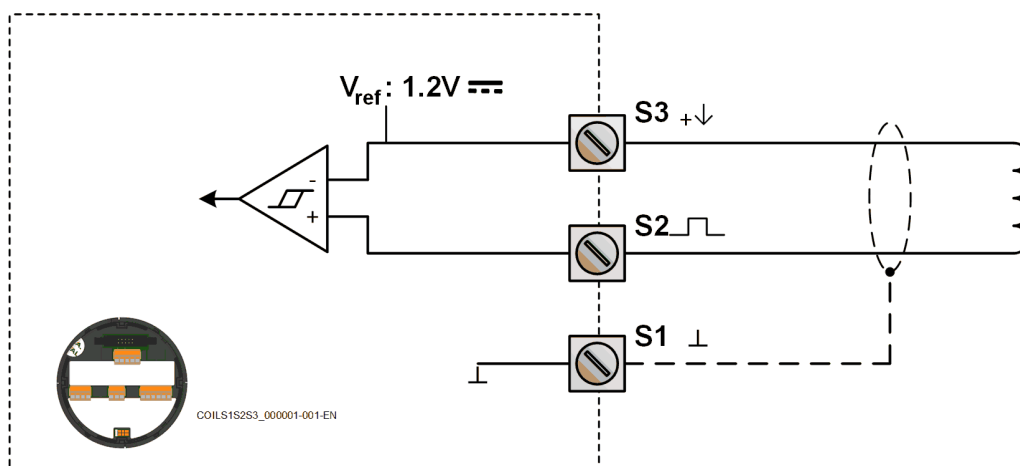 Vref: 1.2V
S3 +
-
+
S2
S1
COILS1S2S3_000001-001-EN